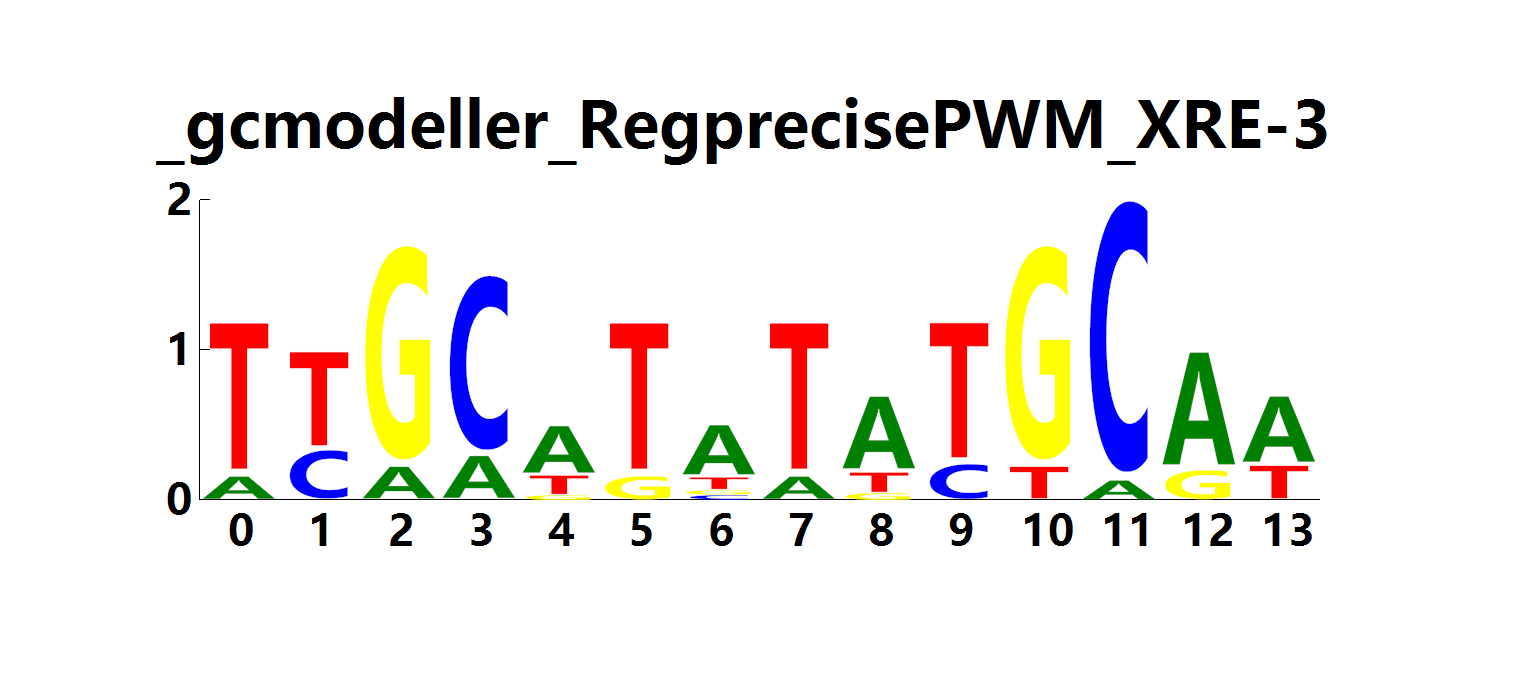 _gcmodeller_RegprecisePWM_XRE-3
2
1
0
T T G C A T A T A T G C A A
A C A A T G T A T C T A G T
G G G
C
0 1 2 3 4 5 6 7 8 9 10 11 12 13